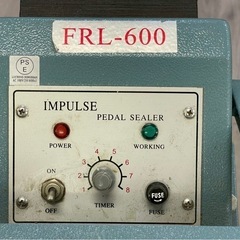 FRL-600
PS
E
IMPULSE
PEDAL SEALER
POWER
WORKING
ON
OFF
1
2
3
4
5
6
7
8
TIMER
FUSE
FUSE